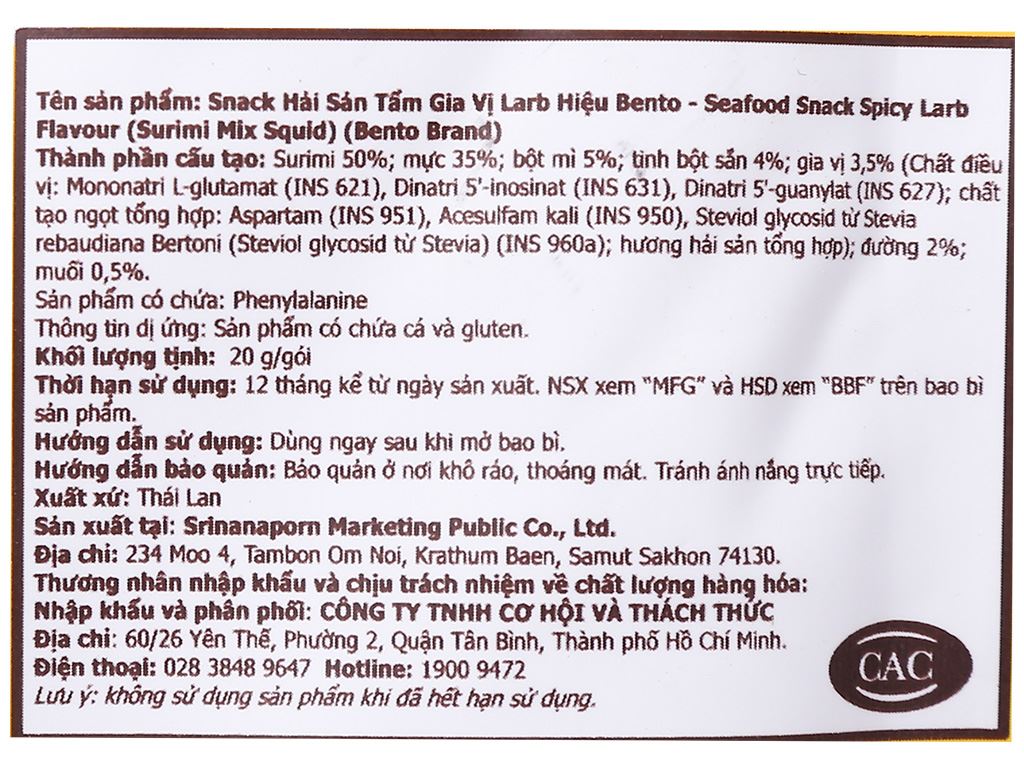 Tên sản phẩm: Snack Hải Sản Tẩm Gia Vị Larb Hiệu Bento - Seafood Snack Spicy Larb
Flavour (Surimi Mix Squid) (Bento Brand)
Thành phần cấu tạo: Surimi 50%; mực 35%; bột mì 5%; tinh bột sắn 4%; gia vị 3,5% (Chất điều
vị: Mononatri L-glutamat (INS 621), Dinatri 5'-inosinat (INS 631), Dinatri 5'-guanylat (INS 627); chất
tạo ngọt tổng hợp: Aspartam (INS 951), Acesulfam kali (INS 950), Steviol glycosid từ Stevia
rebaudiana Bertoni (Steviol glycosid từ Stevia) (INS 960a); hương hải sản tổng hợp); đường 2%;
muối 0,5%.
Sản phẩm có chứa: Phenylalanine
Thông tin dị ứng: Sản phẩm có chứa cá và gluten.
Khối lượng tịnh: 20 g/gói
Thời hạn sử dụng: 12 tháng kể từ ngày sản xuất. NSX xem "MFG" và HSD xem "BBF" trên bao bì
sản phẩm.
Hướng dẫn sử dụng: Dùng ngay sau khi mở bao bì.
Hướng dẫn bảo quản: Bảo quản ở nơi khô ráo, thoáng mát. Tránh ánh nắng trực tiếp.
Xuất xứ: Thái Lan
Sản xuất tại: Srinanaporn Marketing Public Co., Ltd.
Địa chỉ: 234 Moo 4, Tambon Om Noi, Krathum Baen, Samut Sakhon 74130.
Thương nhân nhập khẩu và chịu trách nhiệm về chất lượng hàng hóa:
Nhập khẩu và phân phối: CÔNG TY TNHH CƠ HỘI VÀ THÁCH THỨC
Địa chỉ: 60/26 Yên Thế, Phường 2, Quận Tân Bình, Thành phố Hồ Chí Minh.
Điện thoại: 028 3848 9647 Hotline: 1900 9472
Lưu ý: không sử dụng sản phẩm khi đã hết hạn sử dụng.
CAC